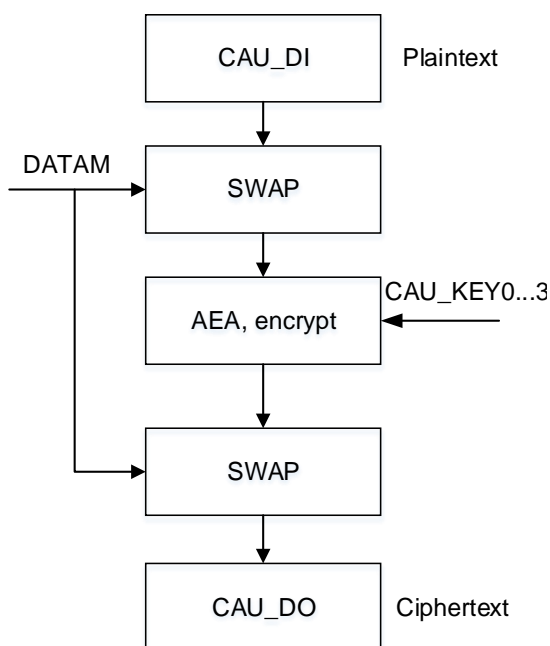 CAU_DI
Plaintext
DATAM
SWAP
CAU_KEY0...3
AEA, encrypt
SWAP
CAU_DO
Ciphertext